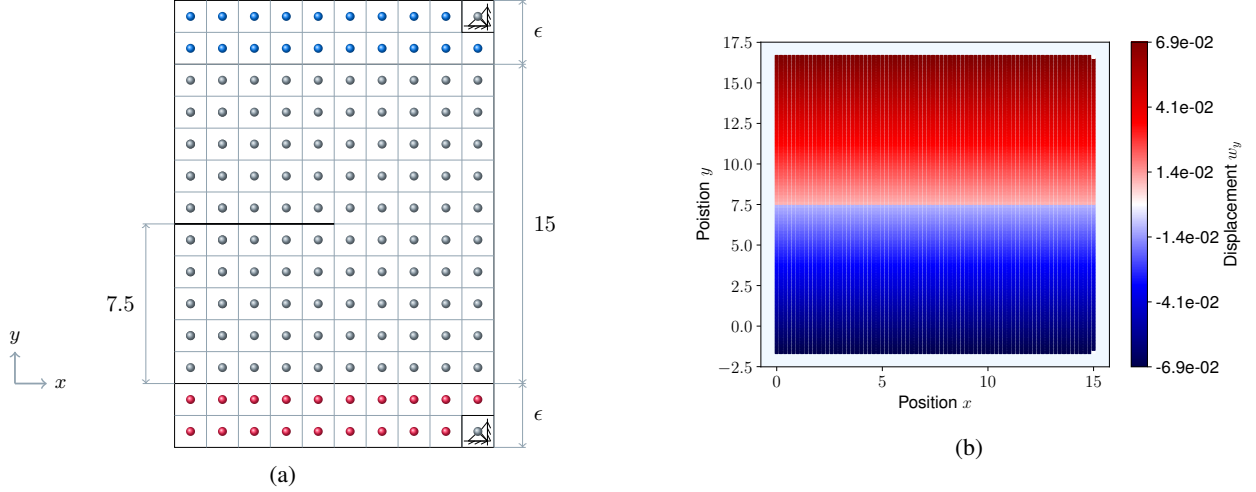 ϵ
15
7.5
ϵ
y
x
(a)
17.5
15.0
12.5
10.0
7.5
5.0
2.5
0.0
−2.5
Poistion y
0 5 10 15
Position x
6.9e-02
4.1e-02
1.4e-02
-1.4e-02
-4.1e-02
-6.9e-02
Displacement w_y
(b)